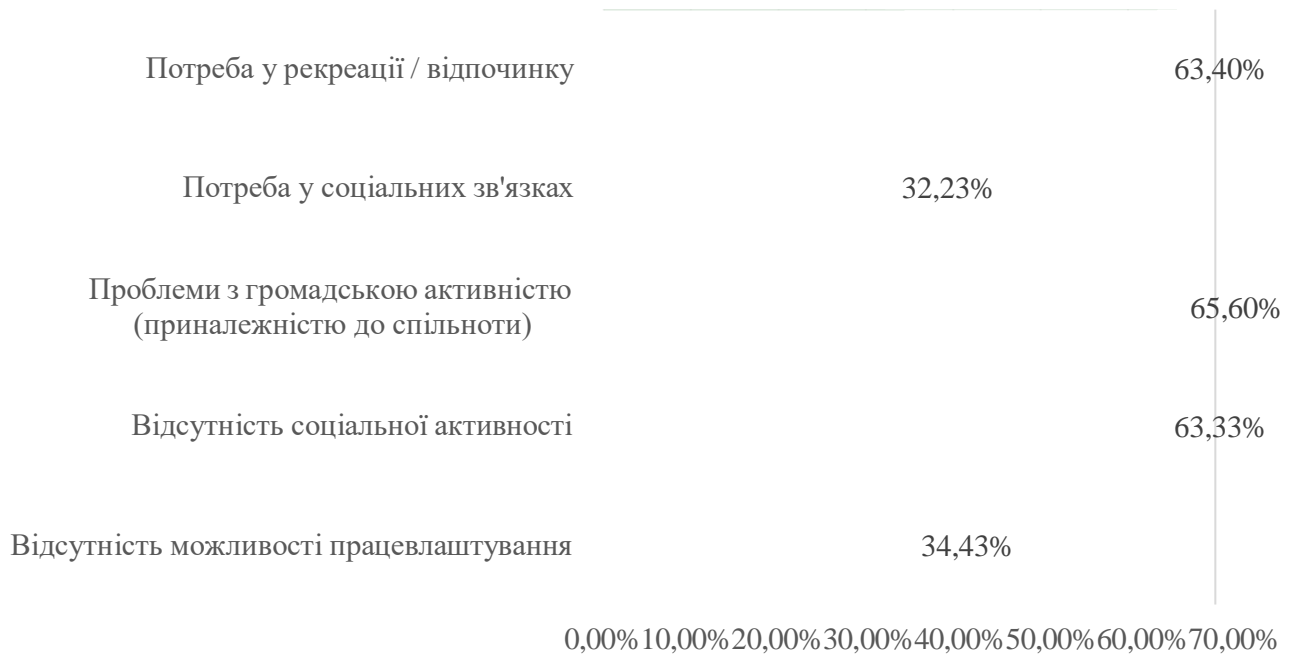 Потреба у рекреації / відпочинку
63,40%
Потреба у соціальних зв'язках
32,23%
Проблеми з громадською активністю
(приналежністю до спільноти)
65,60%
Відсутність соціальної активності
63,33%
Відсутність можливості працевлаштування
34,43%
0,00% 10,00% 20,00% 30,00% 40,00% 50,00% 60,00% 70,00%